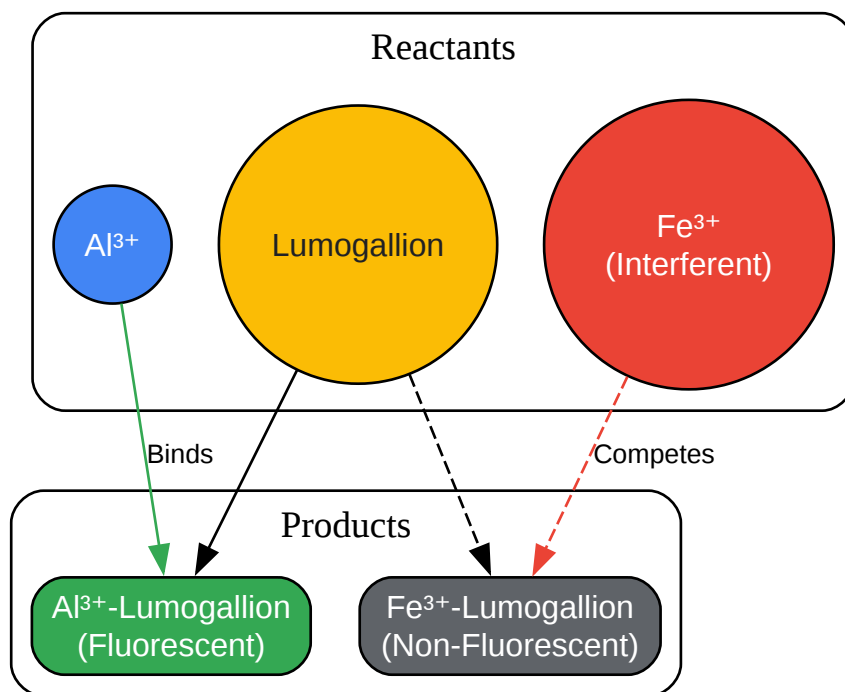 Reactants
Al³⁺
Lumogallion
Fe³⁺
(Interferent)
Binds
Competes
Products
Al³⁺-Lumogallion
(Fluorescent)
Fe³⁺-Lumogallion
(Non-Fluorescent)